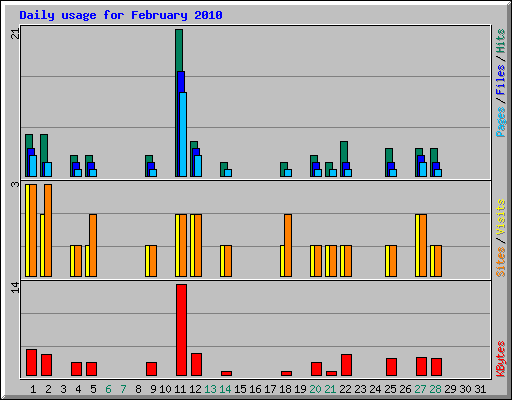 Daily usage for February 2010
21
Pages / Files / Hits
3
Sites / Visits
14
KBytes
1 2 3 4 5 6 7 8 9 10 11 12 13 14 15 16 17 18 19 20 21 22 23 24 25 26 27 28 29 30 31